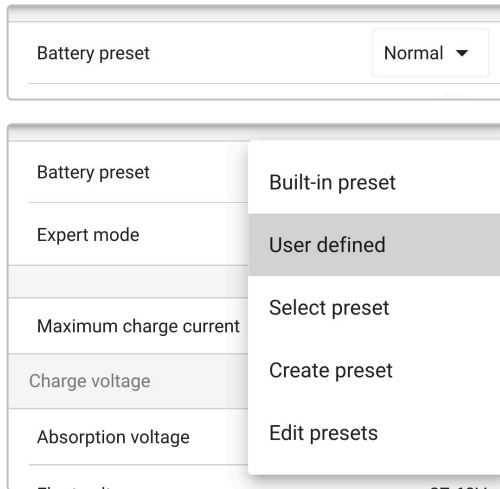 Battery preset Normal
Battery preset
Built-in preset
Expert mode
User defined
Select preset
Maximum charge current
Charge voltage
Create preset
Absorption voltage
Edit presets